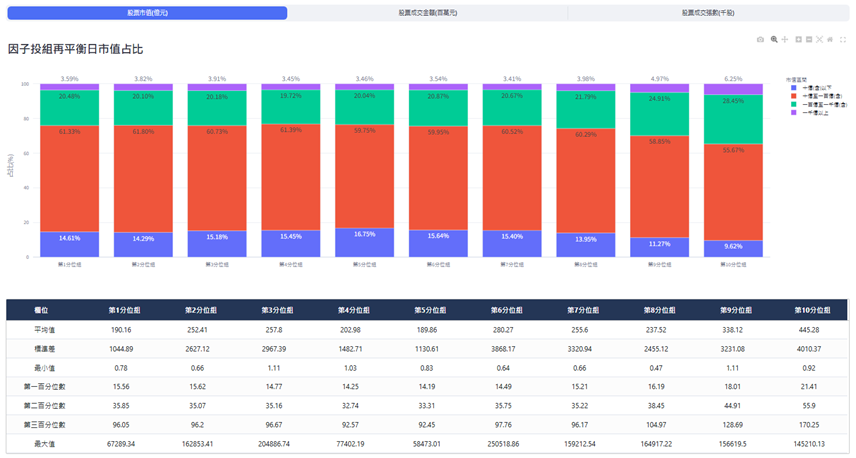 股票市值(億元) 股票成交金額(百萬元) 股票成交張數(千股)
因子投組再平衡日市值占比
3.59% 3.82% 3.91% 3.45% 3.46% 3.54% 3.41% 3.98% 4.97% 6.25%
市值區間
十億(含)以下
十億至一百億(含)
一百億至一千億(含)
一千億以上
100
80
60
40
20
0
占比(%)
20.48% 20.10% 20.18% 19.72% 20.04% 20.87% 20.67% 21.79% 24.91% 28.45%
61.33% 61.80% 60.73% 61.39% 59.75% 59.95% 60.52% 60.29% 58.85% 55.67%
14.61% 14.29% 15.18% 15.45% 16.75% 15.64% 15.40% 13.95% 11.27% 9.62%
第1分位組 第2分位組 第3分位組 第4分位組 第5分位組 第6分位組 第7分位組 第8分位組 第9分位組 第10分位組
欄位 第1分位組 第2分位組 第3分位組 第4分位組 第5分位組 第6分位組 第7分位組 第8分位組 第9分位組 第10分位組
平均值 190.16 252.41 257.8 202.98 189.86 280.27 255.6 237.52 338.12 445.28
標準差 1044.89 2627.12 2967.39 1482.71 1130.61 3868.17 3320.94 2455.12 3231.08 4010.37
最小值 0.78 0.66 1.11 1.03 0.83 0.64 0.66 0.47 1.11 0.92
第一百分位數 15.56 15.62 14.77 14.25 14.19 14.49 15.21 16.19 18.01 21.41
第二百分位數 35.85 35.07 35.16 32.74 33.31 35.75 35.22 38.45 44.91 55.9
第三百分位數 96.05 96.2 96.67 92.57 92.45 97.76 96.17 104.97 128.69 170.25
最大值 67289.34 162853.41 204886.74 77402.19 58473.01 250518.86 159212.54 164917.22 156619.5 145210.13